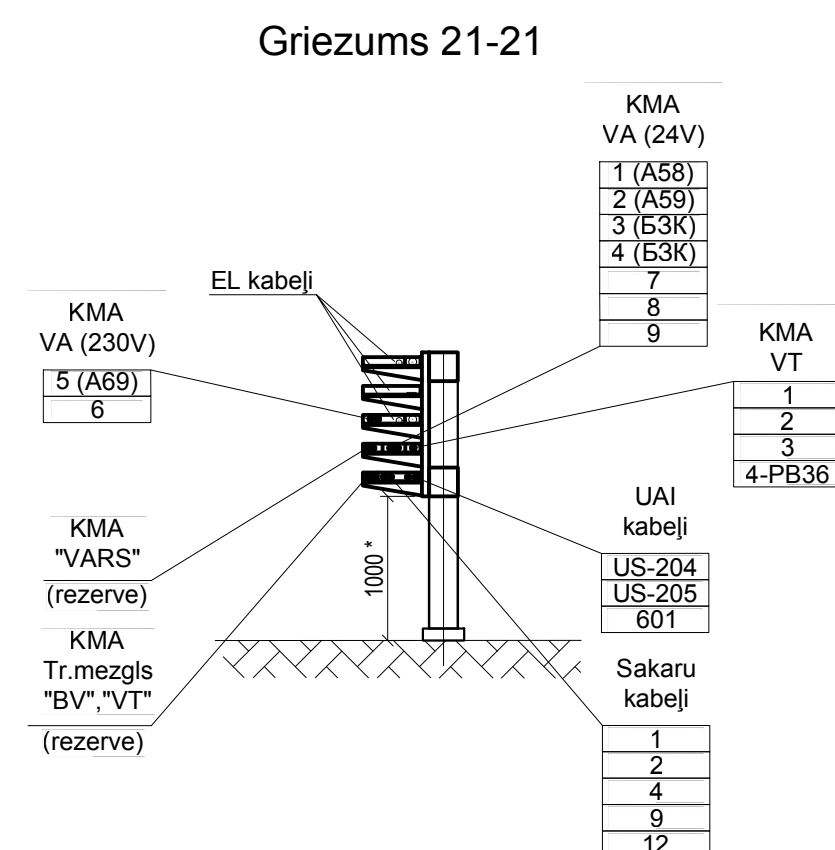 Griezums 21-21
KMA
VA (24V)
1 (A58)
2 (A59)
3 (БЗК)
4 (БЗК)
7
8
9
EL kabeļi
KMA
VA (230V)
5 (A69)
6
KMA
VT
1
2
3
4-PB36
KMA
"VARS"
(rezerve)
1000 *
UAI
kabeļi
US-204
US-205
601
KMA
Tr.mezgls
"BV","VT"
(rezerve)
Sakaru
kabeļi
1
2
4
9
12